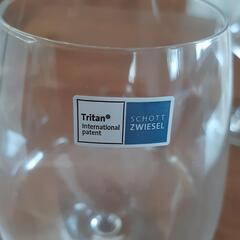 Tritan®
International
patent
SCHOTT
ZWIESEL